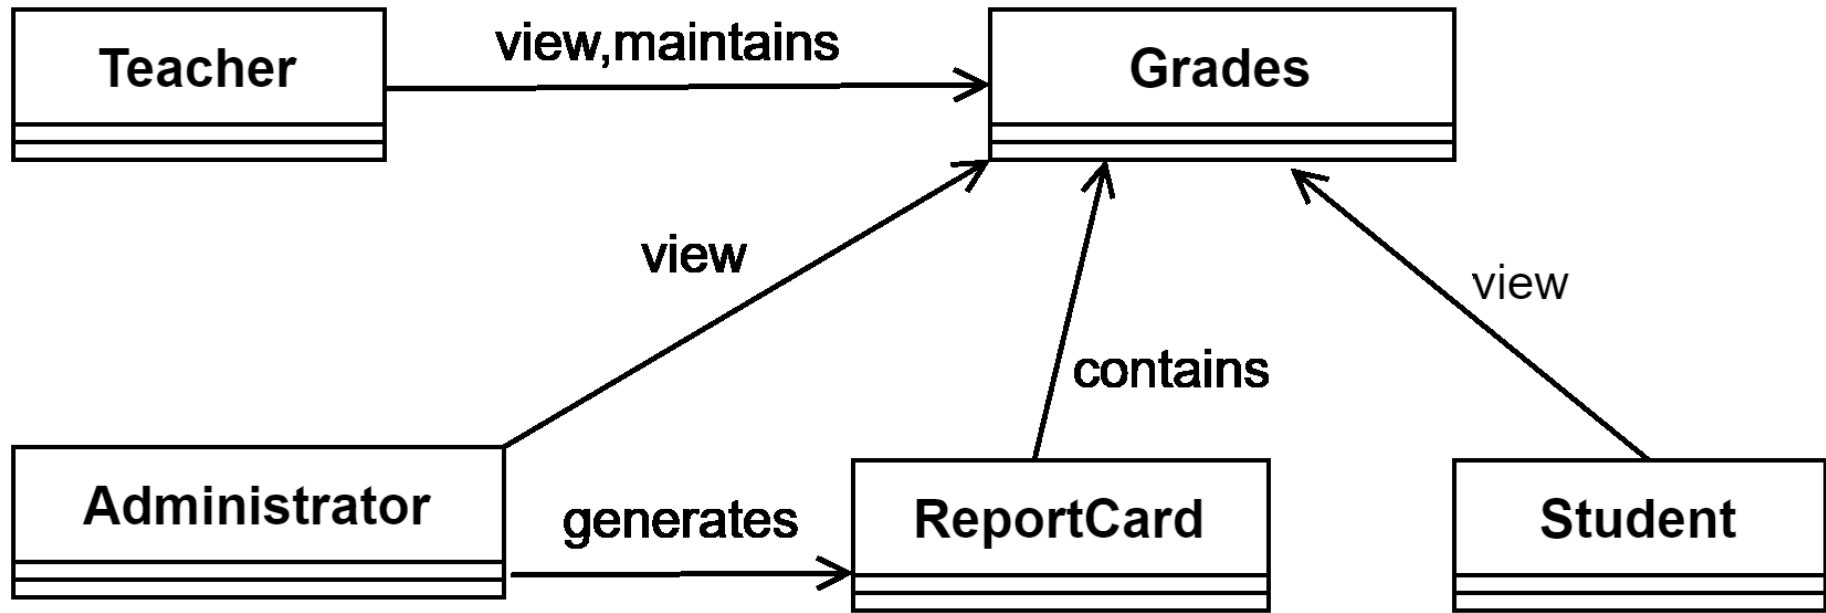 Teacher
view,maintains
Grades
view
view
contains
Administrator
generates
ReportCard
Student